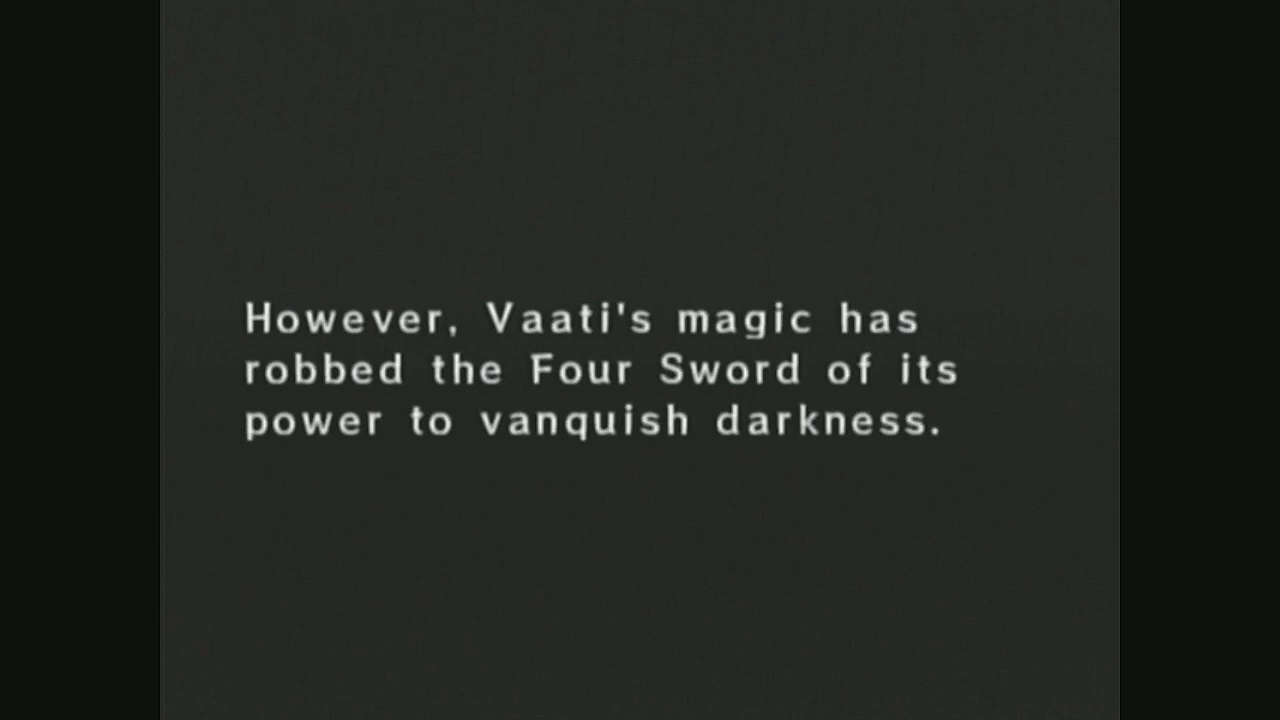 However, Vaati's magic has
robbed the Four Sword of its
power to vanquish darkness.